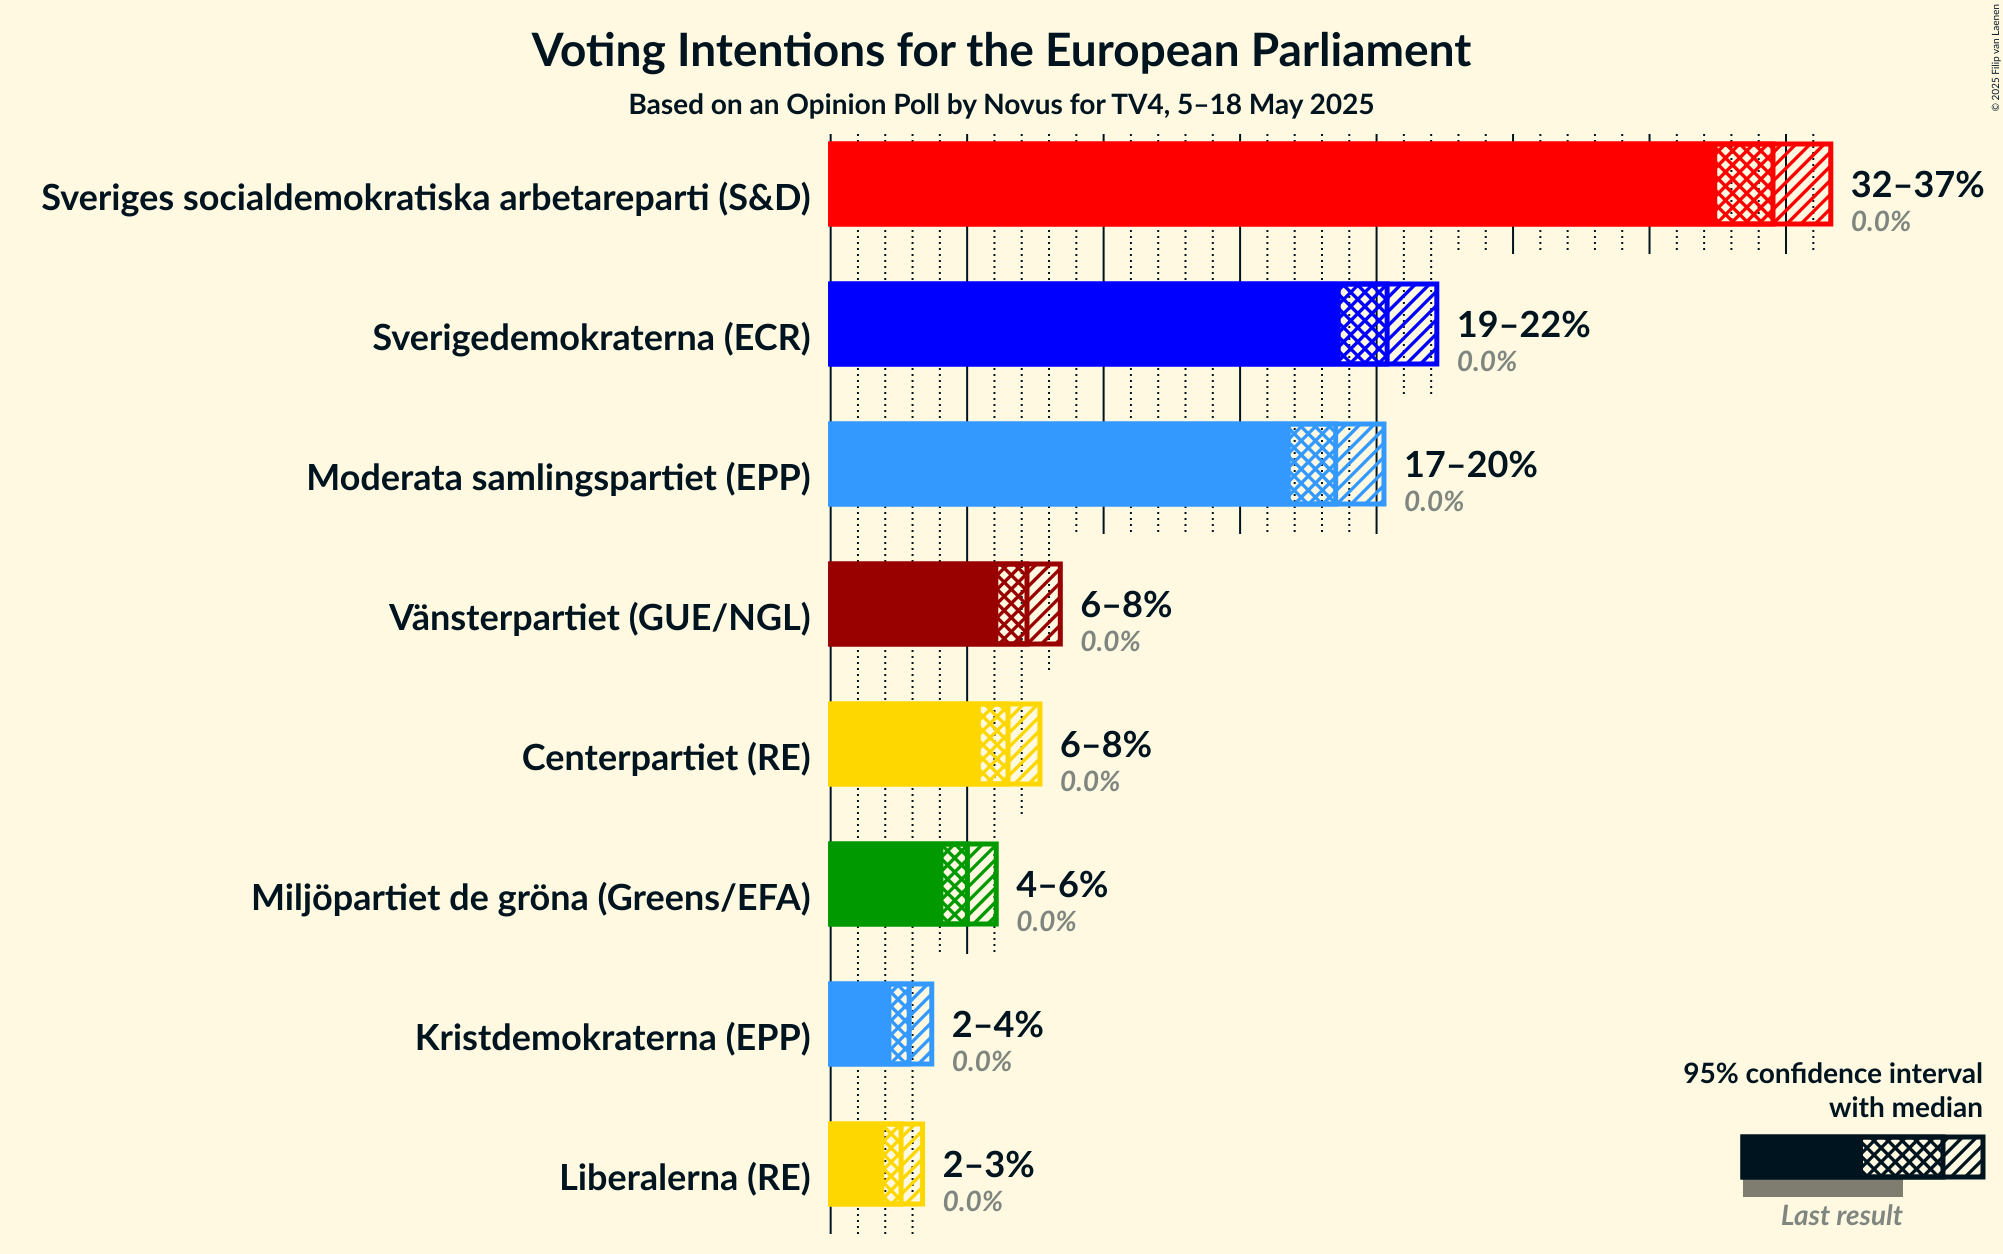 Voting Intentions for the European Parliament
Based on an Opinion Poll by Novus for TV4, 5–18 May 2025
© 2025 Filip van Laenen
Sveriges socialdemokratiska arbetareparti (S&D)
32–37%
0.0%
Sverigedemokraterna (ECR)
19–22%
0.0%
Moderata samlingspartiet (EPP)
17–20%
0.0%
Vänsterpartiet (GUE/NGL)
6–8%
0.0%
Centerpartiet (RE)
6–8%
0.0%
Miljöpartiet de gröna (Greens/EFA)
4–6%
0.0%
Kristdemokraterna (EPP)
2–4%
0.0%
Liberalerna (RE)
2–3%
0.0%
95% confidence interval
with median
Last result